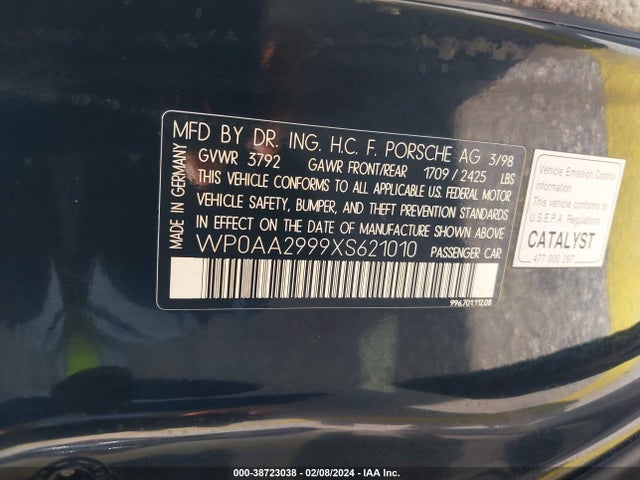 MFD BY DR. ING. H.C. F. PORSCHE AG 3/98
GVWR 3792 GAWR FRONT/REAR 1709/2425 LBS
THIS VEHICLE CONFORMS TO ALL APPLICABLE U.S. FEDERAL MOTOR
VEHICLE SAFETY, BUMPER, AND THEFT PREVENTION STANDARDS
IN EFFECT ON THE DATE OF MANUFACTURE SHOWN ABOVE.
WP0AA2999XS621010 PASSENGER CAR
MADE IN GERMANY
996.701.112.08
Vehicle Emission Control
Information
This vehicle conforms to
U.S.E.P.A. Regulations
CATALYST
477 000 267
000-38723038 - 02/08/2024 - IAA Inc.